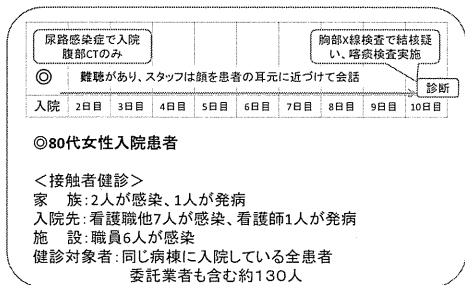 尿路感染症で入院
腹部CTのみ
胸部X線検査で結核疑
い、喀痰検査実施
◎ 難聴があり、スタッフは顔を患者の耳元に近づけて会話
診断
入院 2日目 3日目 4日目 5日目 6日目 7日目 8日目 9日目 10日目
◎80代女性入院患者
＜接触者健診＞
家　族：2人が感染、1人が発病
入院先：看護職他7人が感染、看護師1人が発病
施　設：職員6人が感染
健診対象者：同じ病棟に入院している全患者
委託業者も含む約130人